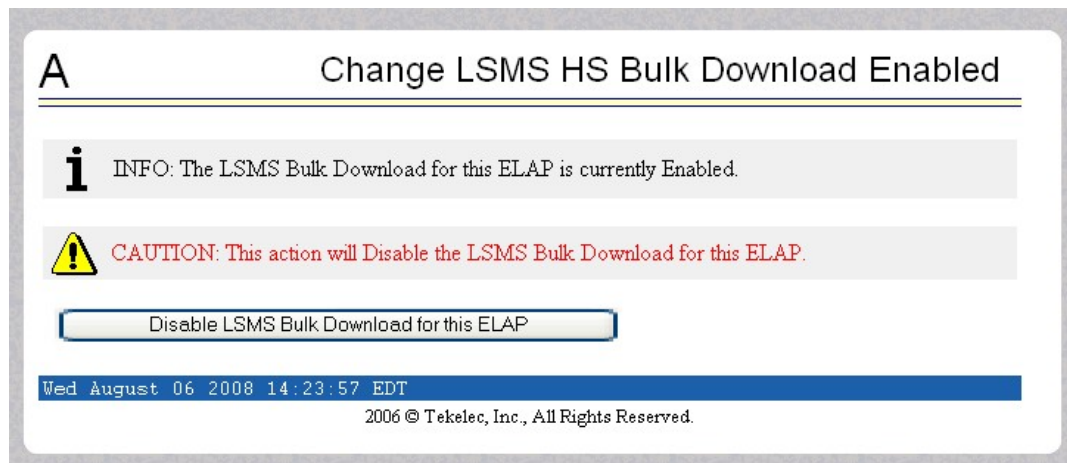 A
Change LSMS HS Bulk Download Enabled
i
INFO: The LSMS Bulk Download for this ELAP is currently Enabled.
CAUTION: This action will Disable the LSMS Bulk Download for this ELAP.
Disable LSMS Bulk Download for this ELAP
Wed August 06 2008 14:23:57 EDT
2006 © Tekelec, Inc., All Rights Reserved.